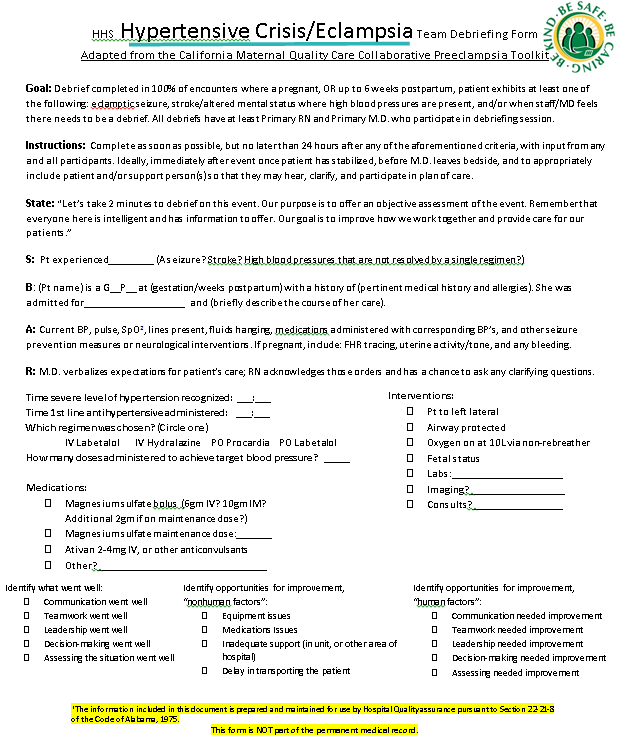 HHS Hypertensive Crisis/Eclampsia Team Debriefing Form
BE KIND·BE SAFE·BE CARING·
Adapted from the California Maternal Quality Care Collaborative Preeclampsia Toolkit
Goal: Debrief completed in 100% of encounters where a pregnant, OR up to 6 weeks postpartum, patient exhibits at least one of
the following: eclamptic seizure, stroke/altered mental status where high blood pressures are present, and/or when staff/MD feels
there needs to be a debrief. All debriefs have at least Primary RN and Primary M.D. who participate in debriefing session.
Instructions: Complete as soon as possible, but no later than 24 hours after any of the aforementioned criteria, with input from any
and all participants. Ideally, immediately after event once patient has stabilized, before M.D. leaves bedside, and to appropriately
include patient and/or support person(s) so that they may hear, clarify, and participate in plan of care.
State: "Let's take 2 minutes to debrief on this event. Our purpose is to offer an objective assessment of the event. Remember that
everyone here is intelligent and has information to offer. Our goal is to improve how we work together and provide care for our
patients."
S: Pt experienced_________ (A seizure? Stroke? High blood pressures that are not resolved by a single regimen?)
B: (Pt name) is a G__P__ at (gestation/weeks postpartum) with a history of (pertinent medical history and allergies). She was
admitted for____________________ and (briefly describe the course of her care).
A: Current BP, pulse, SpO², lines present, fluids hanging, medications administered with corresponding BP's, and other seizure
prevention measures or neurological interventions. If pregnant, include: FHR tracing, uterine activity/tone, and any bleeding.
R: M.D. verbalizes expectations for patient's care; RN acknowledges those orders and has a chance to ask any clarifying questions.
Time severe level of hypertension recognized: ___:___
Time 1st line antihypertensive administered: ___:___
Which regimen was chosen? (Circle one)
IV Labetalol IV Hydralazine PO Procardia PO Labetalol
How many doses administered to achieve target blood pressure? _____
Medications:
Magnesium sulfate bolus (6gm IV? 10gm IM?
Additional 2gm if on maintenance dose?)
Magnesium sulfate maintenance dose:_______
Ativan 2-4mg IV, or other anticonvulsants
Other?__________________________________
Interventions:
Pt to left lateral
Airway protected
Oxygen on at 10L via non-rebreather
Fetal status
Labs:______________________
Imaging?___________________
Consults?__________________
Identify what went well:
Communication went well
Teamwork went well
Leadership went well
Decision-making went well
Assessing the situation went well
Identify opportunities for improvement,
"nonhuman factors":
Equipment issues
Medications issues
Inadequate support (in unit, or other area of
hospital)
Delay in transporting the patient
Identify opportunities for improvement,
"human factors":
Communication needed improvement
Teamwork needed improvement
Leadership needed improvement
Decision-making needed improvement
Assessing needed improvement
*The information included in this document is prepared and maintained for use by Hospital Quality assurance pursuant to Section 22-21-8
of the Code of Alabama, 1975.
This form is NOT part of the permanent medical record.